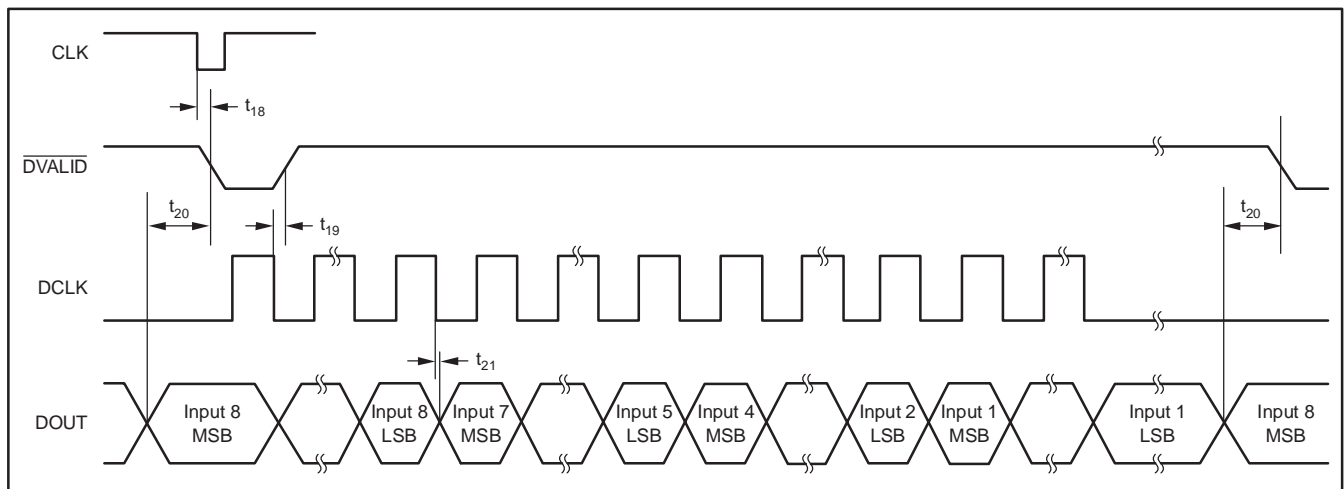 CLK
t18
DVALID
t20
t19
t20
DCLK
t21
DOUT
Input 8
MSB
Input 8
LSB
Input 7
MSB
Input 5
LSB
Input 4
MSB
Input 2
LSB
Input 1
MSB
Input 1
LSB
Input 8
MSB